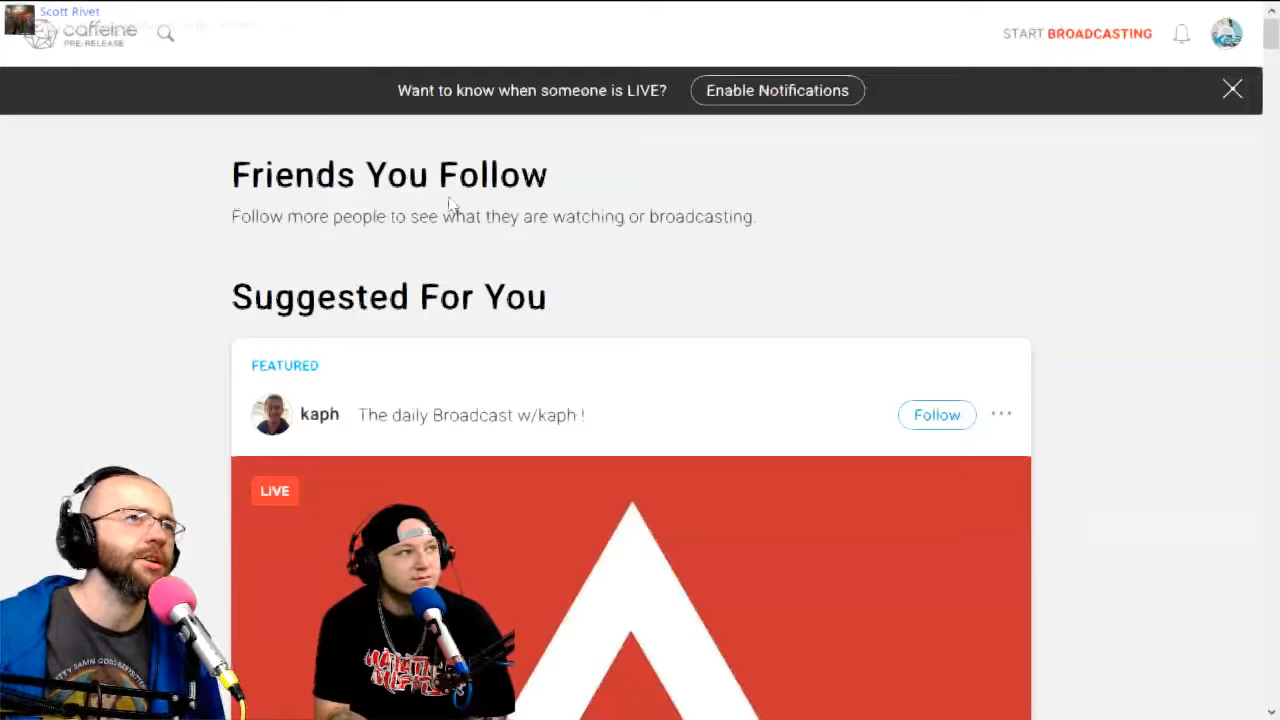 Scott Rivet
caffeine
PRE-RELEASE
START BROADCASTING
Want to know when someone is LIVE?
Enable Notifications
Friends You Follow
Follow more people to see what they are watching or broadcasting.
Suggested For You
FEATURED
kaph
The daily Broadcast w/kaph !
Follow
LIVE